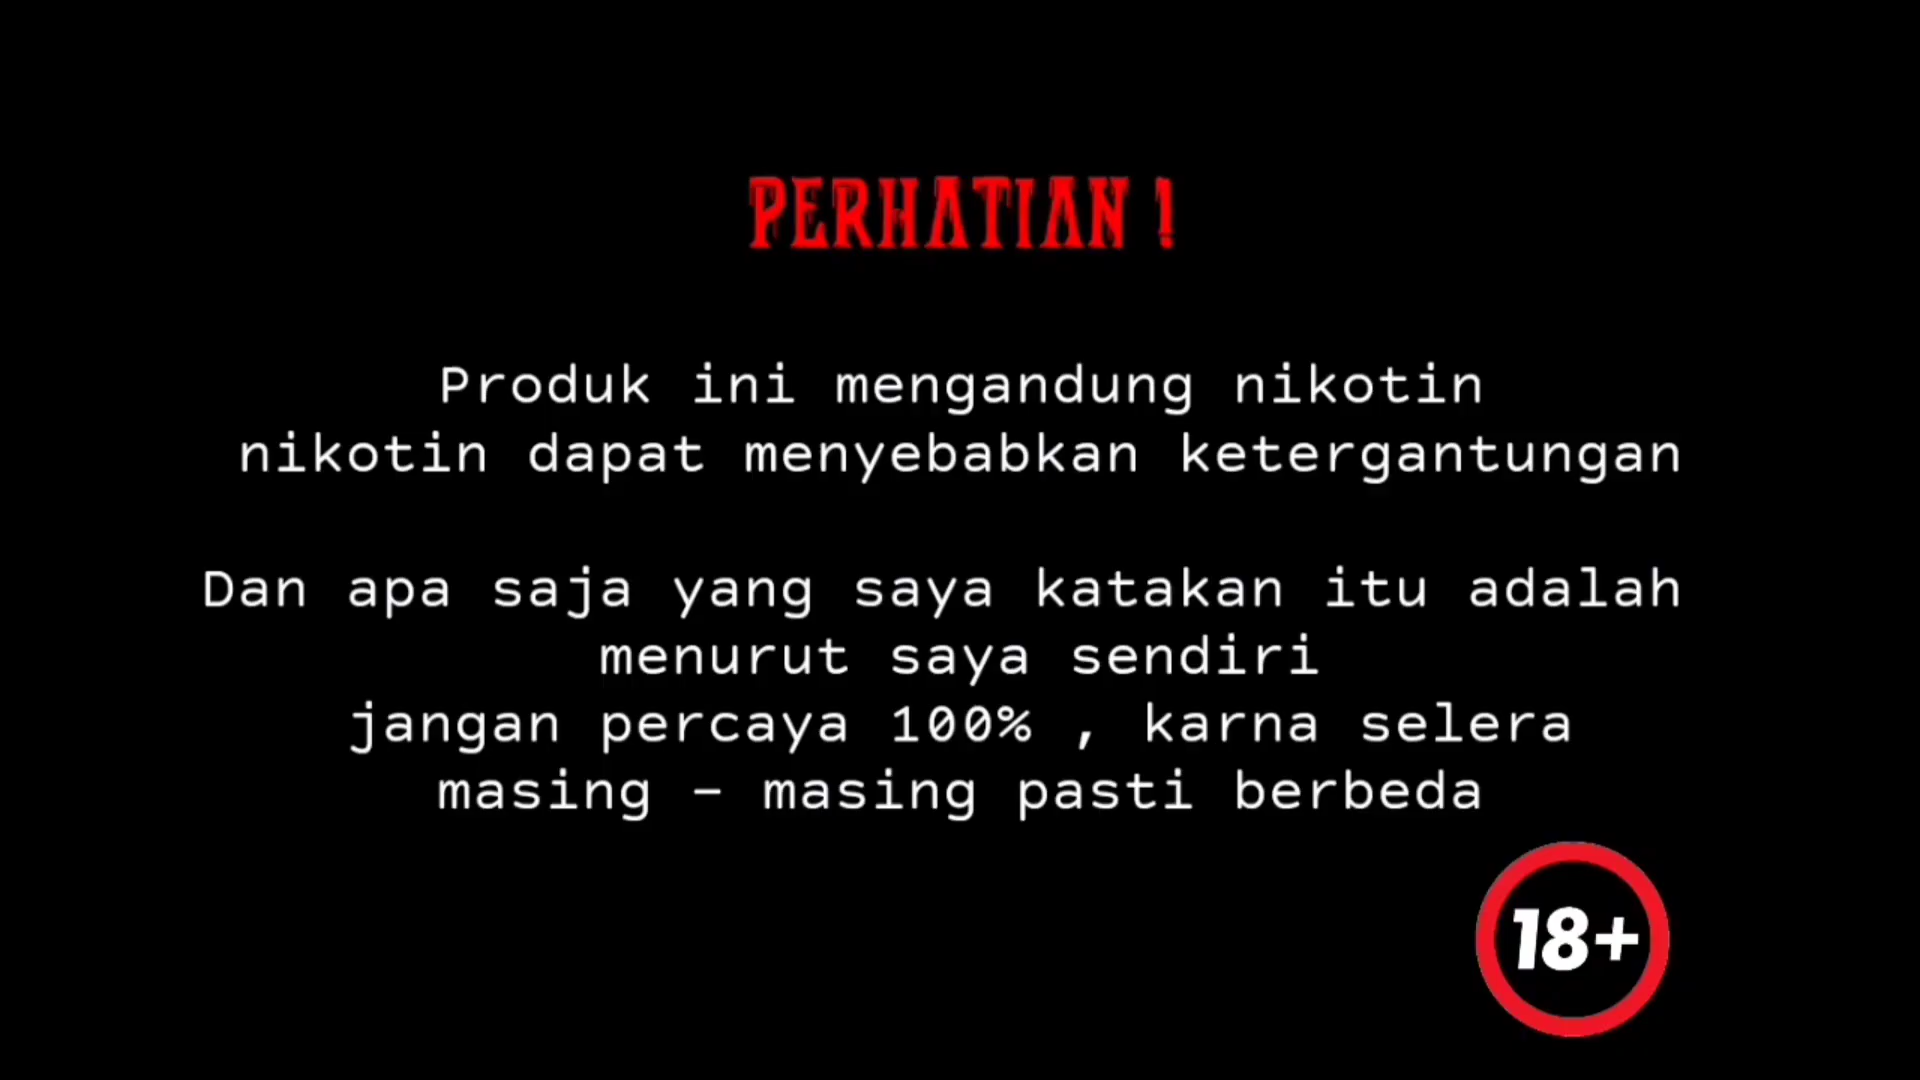 PERHATIAN !
Produk ini mengandung nikotin
nikotin dapat menyebabkan ketergantungan
Dan apa saja yang saya katakan itu adalah
menurut saya sendiri
jangan percaya 100% , karna selera
masing - masing pasti berbeda
18+